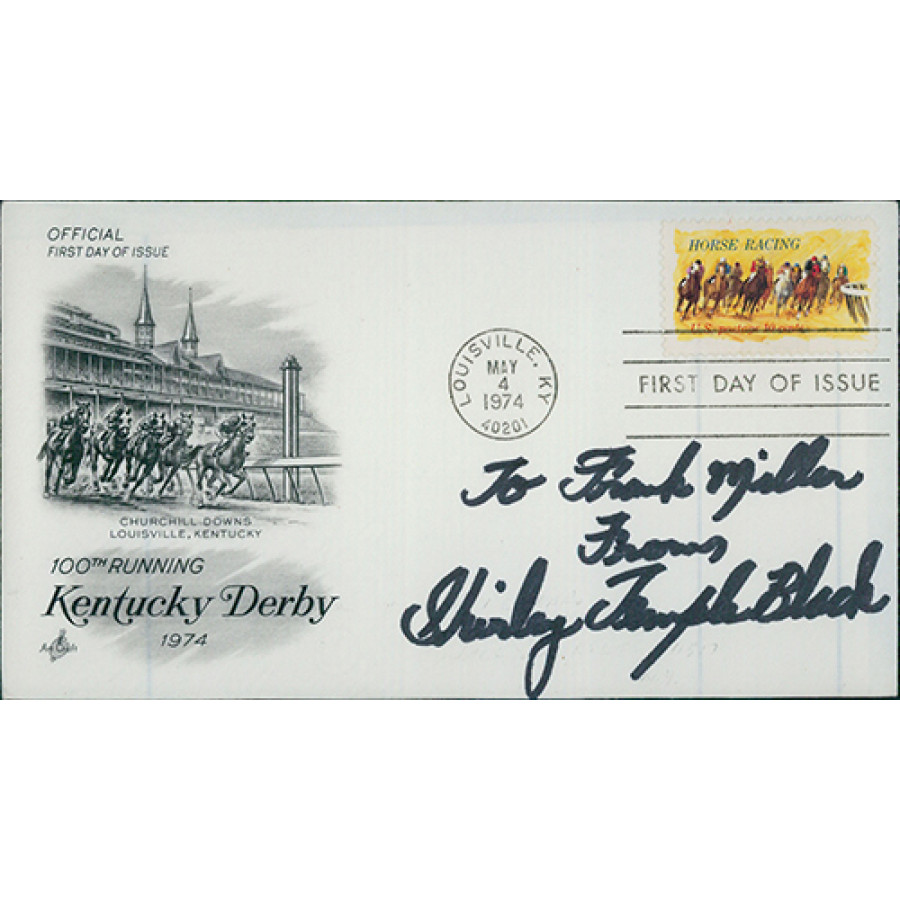 OFFICIAL
FIRST DAY OF ISSUE
HORSE RACING
U.S. postage 10 cents
LOUISVILLE, KY
MAY
4
1974
40201
FIRST DAY OF ISSUE
To Frank Miller
From
Shirley Temple Black
CHURCHILL DOWNS
LOUISVILLE, KENTUCKY
100TH RUNNING
Kentucky Derby
1974
ArtCraft